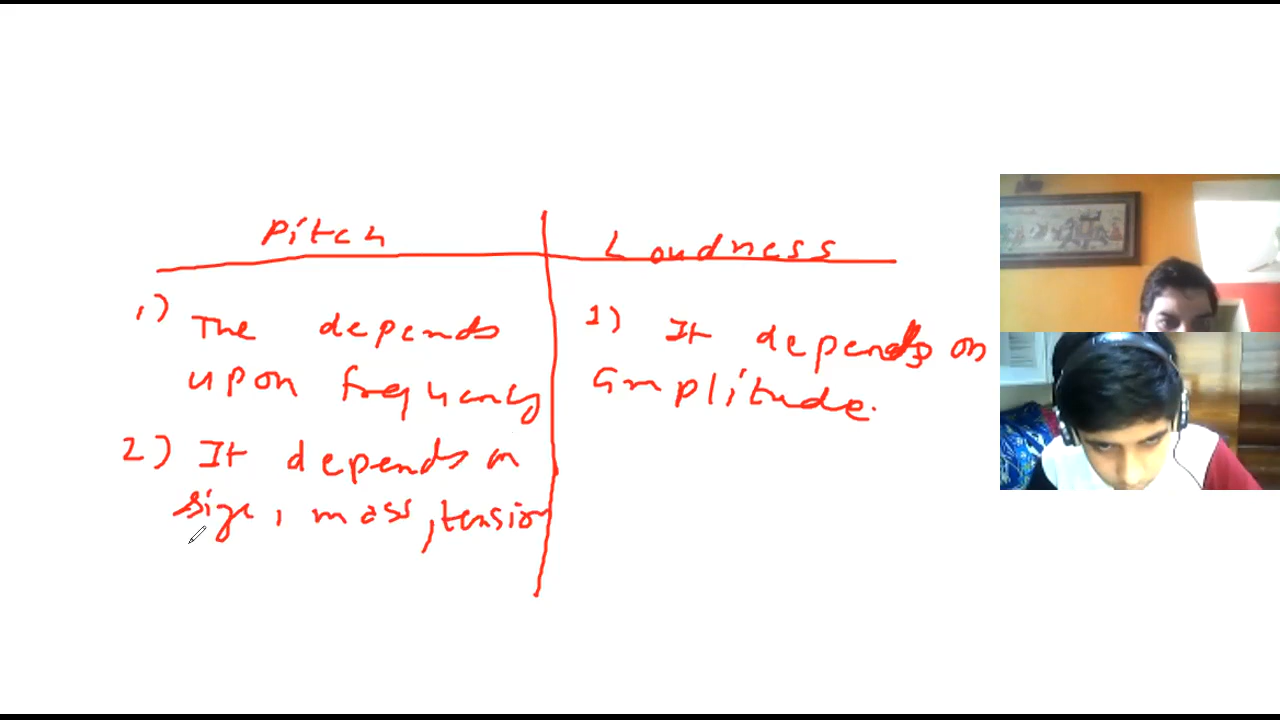 Pitch
Loudness
1) The depends
upon frequency
2) It depends on
size, mass, tension
1) It depends on
amplitude.